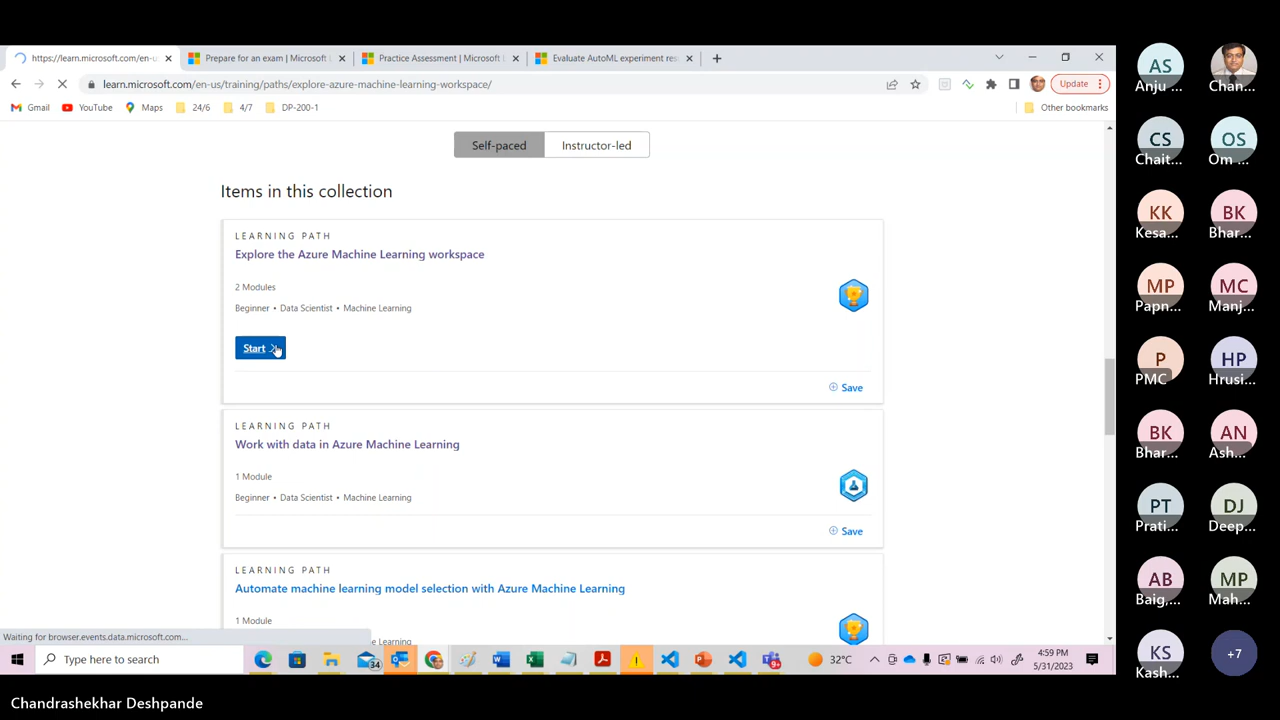 https://learn.microsoft.com/en-u
Prepare for an exam | Microsoft L
Practice Assessment | Microsoft
Evaluate AutoML experiment res
learn.microsoft.com/en-us/training/paths/explore-azure-machine-learning-workspace/
Update
Gmail
YouTube
Maps
24/6
4/7
DP-200-1
Other bookmarks
Self-paced
Instructor-led
Items in this collection
LEARNING PATH
Explore the Azure Machine Learning workspace
2 Modules
Beginner • Data Scientist • Machine Learning
Start
Save
LEARNING PATH
Work with data in Azure Machine Learning
1 Module
Beginner • Data Scientist • Machine Learning
Save
LEARNING PATH
Automate machine learning model selection with Azure Machine Learning
1 Module
Learning
Waiting for browser.events.data.microsoft.com...
Type here to search
34
9+
32°C
4:59 PM
5/31/2023
AS
Anju ...
Chan...
CS
Chait...
OS
Om ...
KK
Kesa...
BK
Bhar...
MP
Papn...
MC
Manj...
P
PMC
HP
Hrusi...
BK
Bhar...
AN
Ash...
PT
Prati...
DJ
Deep...
AB
Baig,...
MP
Mah...
KS
Kash...
+7
Chandrashekhar Deshpande